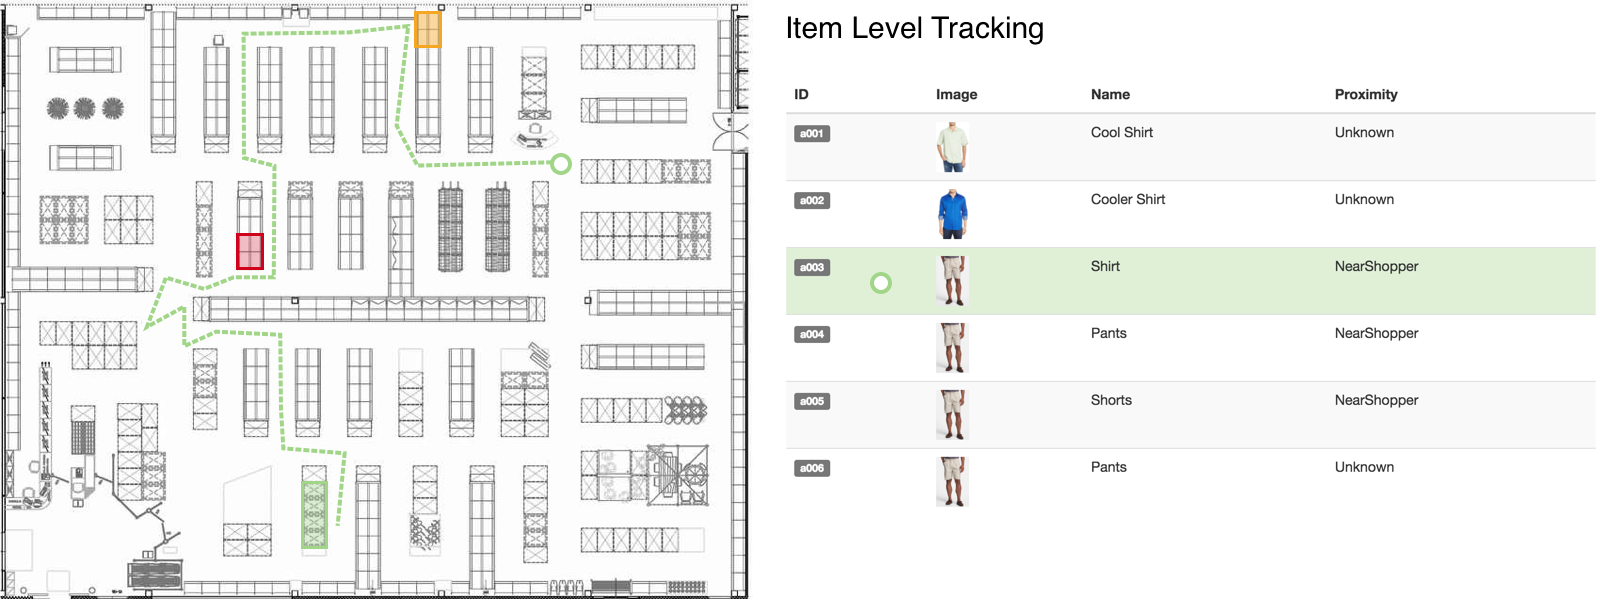 Item Level Tracking
ID Image Name Proximity
a001 Cool Shirt Unknown
a002 Cooler Shirt Unknown
a003 Shirt NearShopper
a004 Pants NearShopper
a005 Shorts NearShopper
a006 Pants Unknown